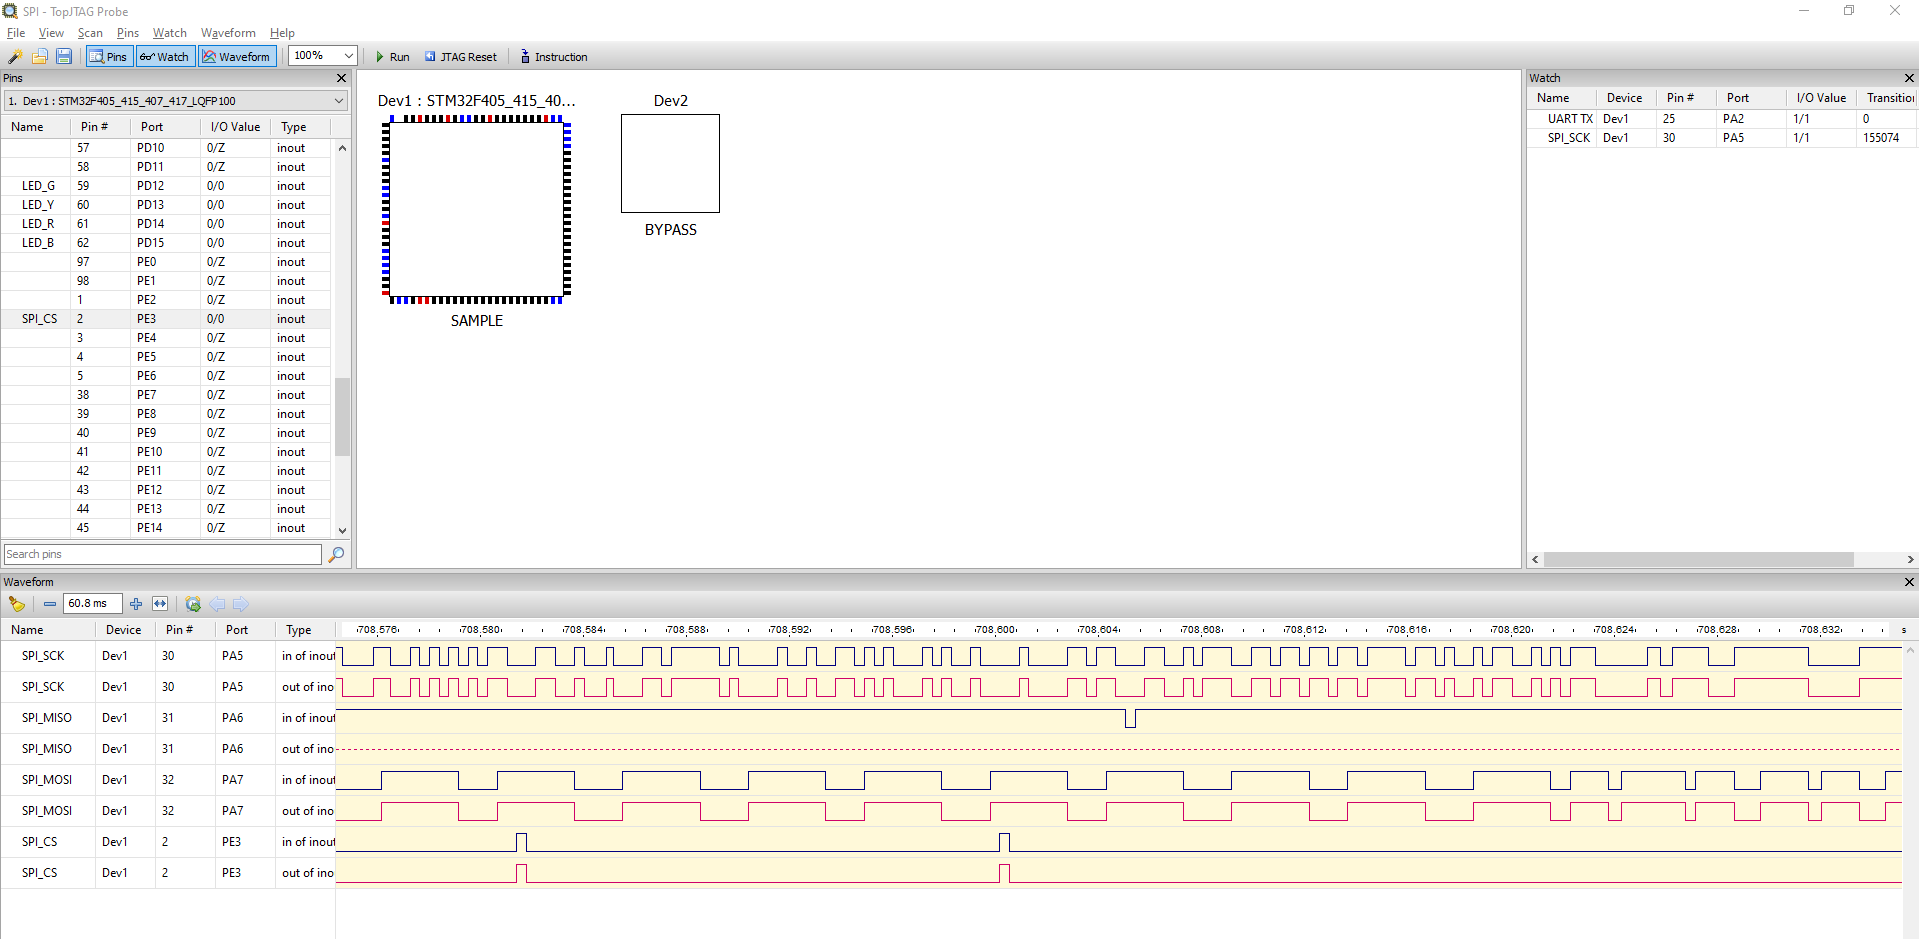 SPI - TopJTAG Probe
File View Scan Pins Watch Waveform Help
Pins Watch Waveform 100% Run JTAG Reset Instruction
Pins
1. Dev1 : STM32F405_415_407_417_LQFP100
Name Pin # Port I/O Value Type
57 PD10 0/Z inout
58 PD11 0/Z inout
LED_G 59 PD12 0/0 inout
LED_Y 60 PD13 0/0 inout
LED_R 61 PD14 0/0 inout
LED_B 62 PD15 0/0 inout
97 PE0 0/Z inout
98 PE1 0/Z inout
1 PE2 0/Z inout
SPI_CS 2 PE3 0/0 inout
3 PE4 0/Z inout
4 PE5 0/Z inout
5 PE6 0/Z inout
38 PE7 0/Z inout
39 PE8 0/Z inout
40 PE9 0/Z inout
41 PE10 0/Z inout
42 PE11 0/Z inout
43 PE12 0/Z inout
44 PE13 0/Z inout
45 PE14 0/Z inout
Search pins
Dev1 : STM32F405_415_40...
SAMPLE
Dev2
BYPASS
Watch
Name Device Pin # Port I/O Value Transition
UART TX Dev1 25 PA2 1/1 0
SPI_SCK Dev1 30 PA5 1/1 155074
Waveform
60.8 ms
Name Device Pin # Port Type 708,576 708,580 708,584 708,588 708,592 708,596 708,600 708,604 708,608 708,612 708,616 708,620 708,624 708,628 708,632 s
SPI_SCK Dev1 30 PA5 in of inout
SPI_SCK Dev1 30 PA5 out of ino
SPI_MISO Dev1 31 PA6 in of inout
SPI_MISO Dev1 31 PA6 out of ino
SPI_MOSI Dev1 32 PA7 in of inout
SPI_MOSI Dev1 32 PA7 out of ino
SPI_CS Dev1 2 PE3 in of inout
SPI_CS Dev1 2 PE3 out of ino